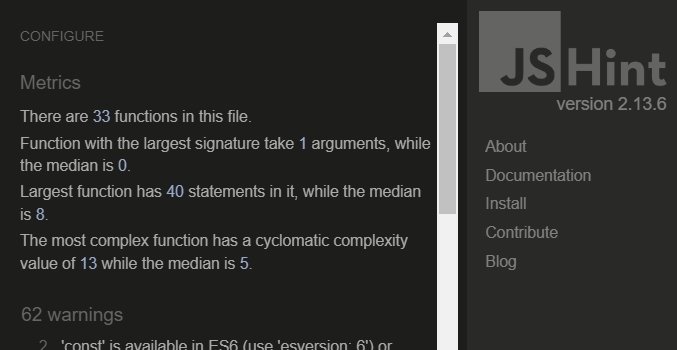 CONFIGURE
Metrics
There are 33 functions in this file.
Function with the largest signature take 1 arguments, while
the median is 0.
Largest function has 40 statements in it, while the median
is 8.
The most complex function has a cyclomatic complexity
value of 13 while the median is 5.
62 warnings
2 'const' is available in ES6 (use 'esversion: 6') or
JSHint
version 2.13.6
About
Documentation
Install
Contribute
Blog